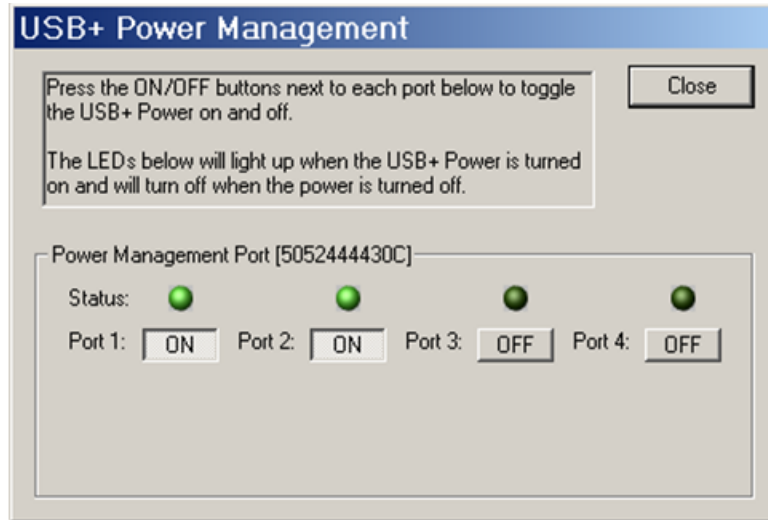 USB+ Power Management
Press the ON/OFF buttons next to each port below to toggle
the USB+ Power on and off.
Close
The LEDs below will light up when the USB+ Power is turned
on and will turn off when the power is turned off.
Power Management Port [5052444430C]
Status:
Port 1: ON Port 2: ON Port 3: OFF Port 4: OFF